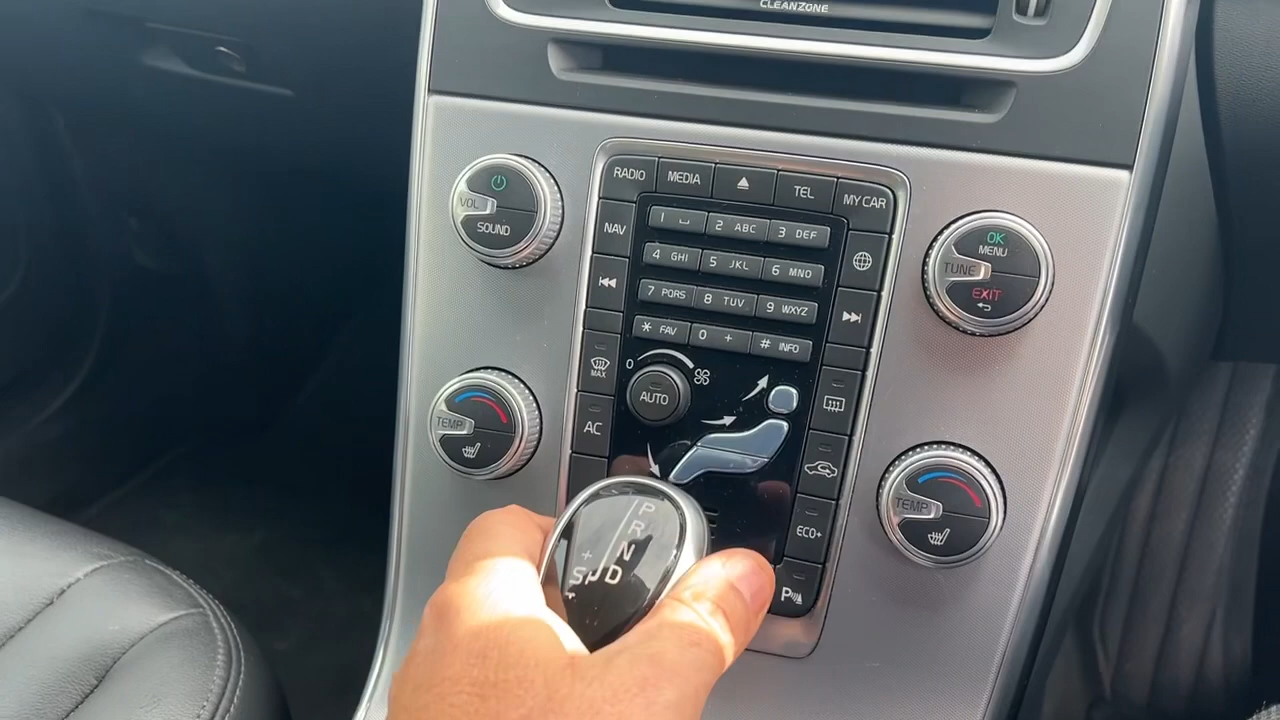 CLEANZONE
RADIO MEDIA TEL MY CAR
VOL
SOUND
NAV
1 2 ABC 3 DEF
4 GHI 5 JKL 6 MNO
7 PQRS 8 TUV 9 WXYZ
* FAV 0 + # INFO
OK
MENU
TUNE
EXIT
MAX
0
AUTO
AC
TEMP
TEMP
ECO+
P
P
R
N
D
+
S
-